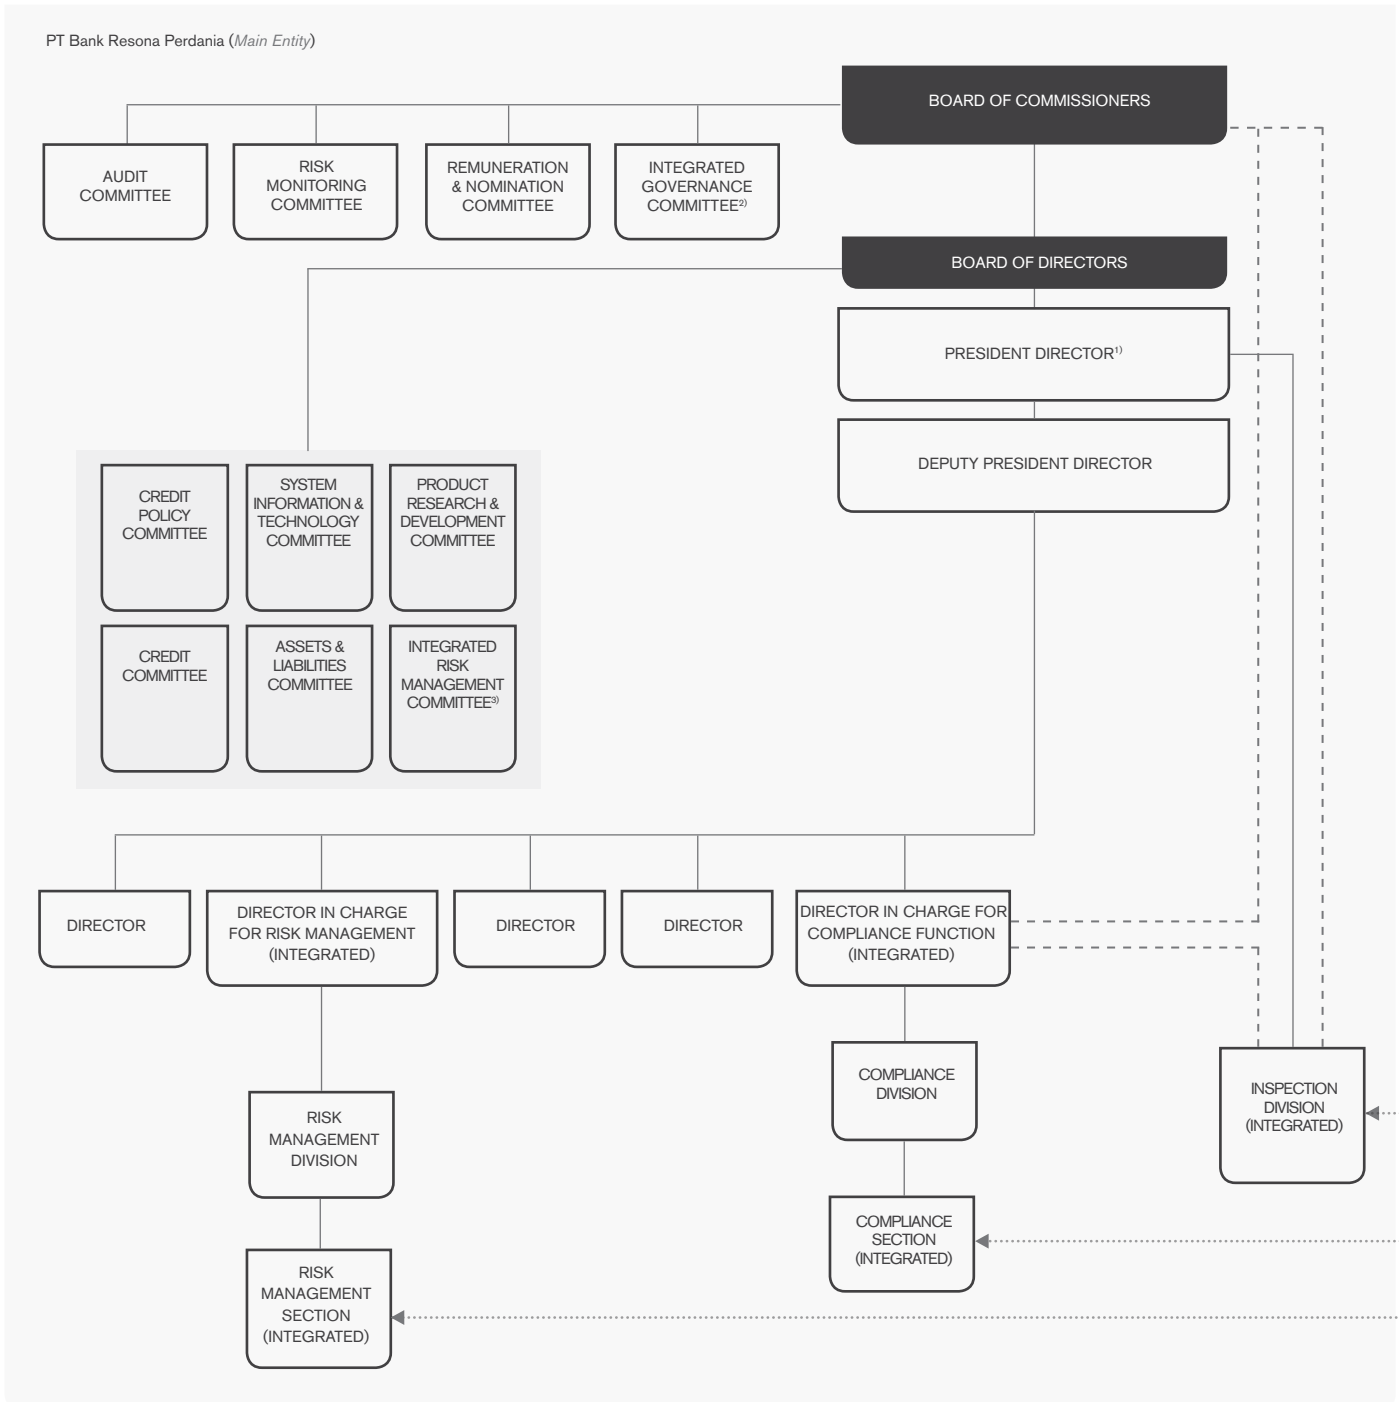 PT Bank Resona Perdania (Main Entity)
BOARD OF COMMISSIONERS
AUDIT
COMMITTEE
RISK
MONITORING
COMMITTEE
REMUNERATION
& NOMINATION
COMMITTEE
INTEGRATED
GOVERNANCE
COMMITTEE²⁾
BOARD OF DIRECTORS
PRESIDENT DIRECTOR¹⁾
DEPUTY PRESIDENT DIRECTOR
CREDIT
POLICY
COMMITTEE
SYSTEM
INFORMATION &
TECHNOLOGY
COMMITTEE
PRODUCT
RESEARCH &
DEVELOPMENT
COMMITTEE
CREDIT
COMMITTEE
ASSETS &
LIABILITIES
COMMITTEE
INTEGRATED
RISK
MANAGEMENT
COMMITTEE³⁾
DIRECTOR
DIRECTOR IN CHARGE
FOR RISK MANAGEMENT
(INTEGRATED)
DIRECTOR
DIRECTOR
DIRECTOR IN CHARGE FOR
COMPLIANCE FUNCTION
(INTEGRATED)
RISK
MANAGEMENT
DIVISION
COMPLIANCE
DIVISION
INSPECTION
DIVISION
(INTEGRATED)
COMPLIANCE
SECTION
(INTEGRATED)
RISK
MANAGEMENT
SECTION
(INTEGRATED)